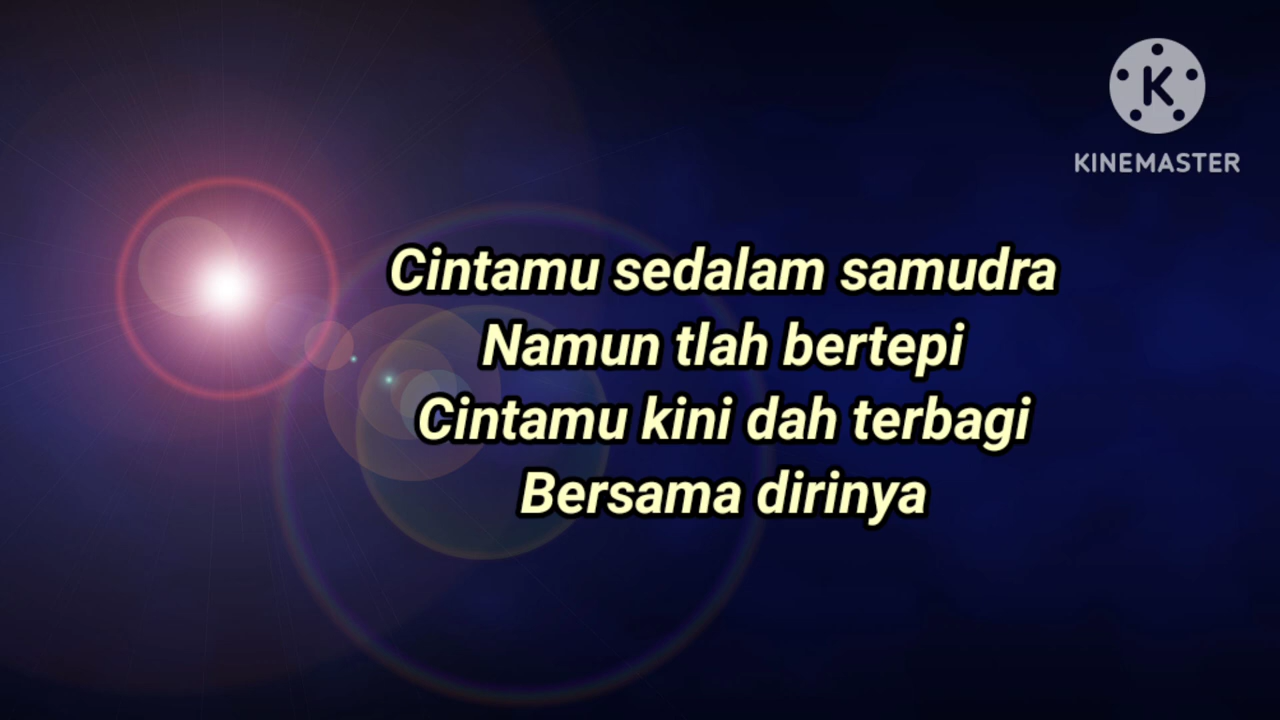 K
KINEMASTER
Cintamu sedalam samudra
Namun tlah bertepi
Cintamu kini dah terbagi
Bersama dirinya